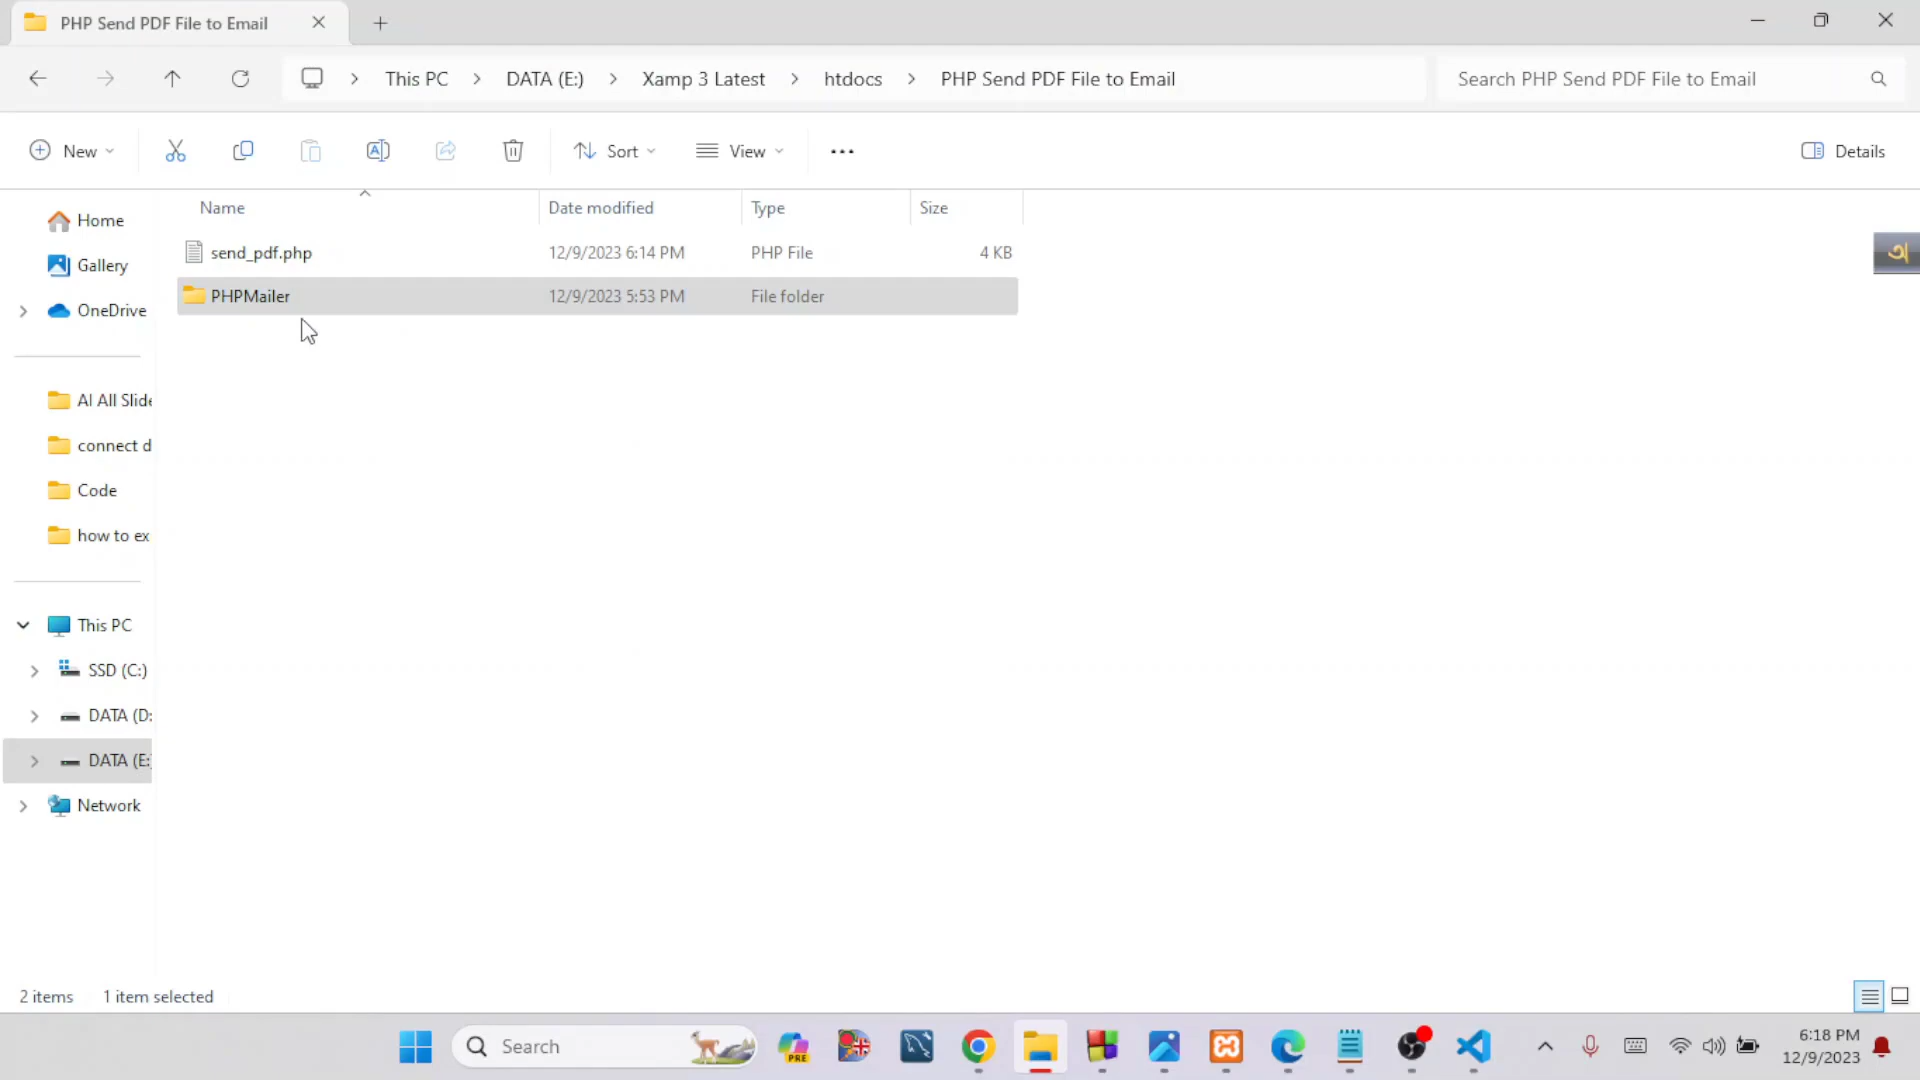 PHP Send PDF File to Email
This PC > DATA (E:) > Xamp 3 Latest > htdocs > PHP Send PDF File to Email
Search PHP Send PDF File to Email
New
Sort
View
Details
Name Date modified Type Size
send_pdf.php 12/9/2023 6:14 PM PHP File 4 KB
PHPMailer 12/9/2023 5:53 PM File folder
অ
Home
Gallery
OneDrive
AI All Slide
connect d
Code
how to ex
This PC
SSD (C:)
DATA (D:
DATA (E:
Network
2 items 1 item selected
Search
PRE
6:18 PM
12/9/2023